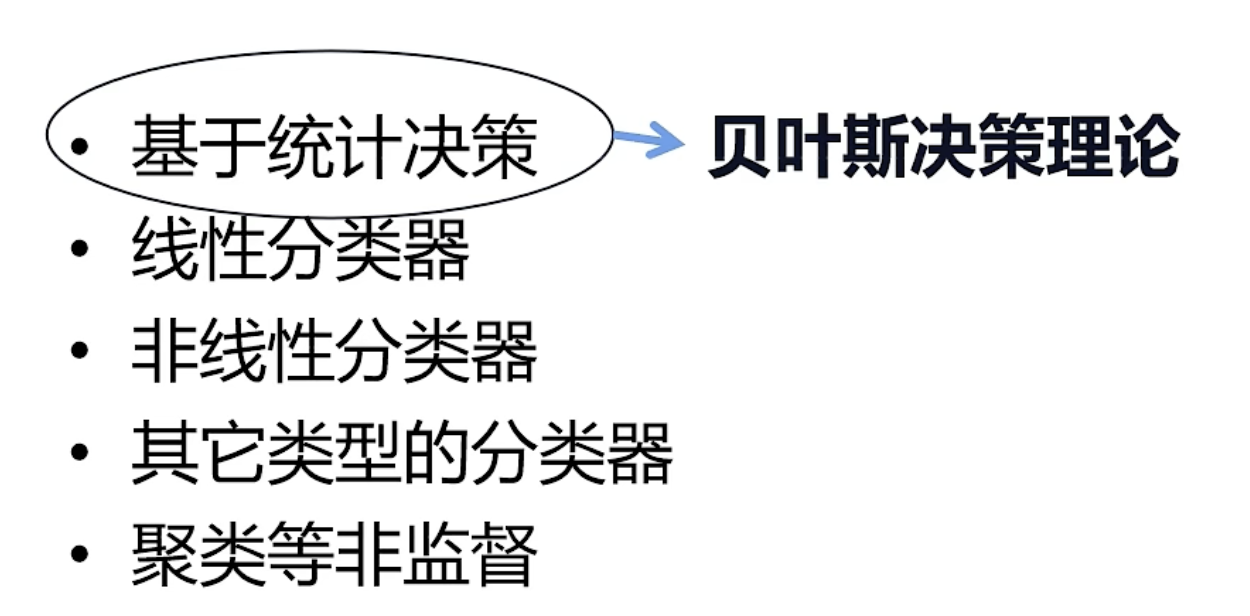 • 基于统计决策 贝叶斯决策理论
• 线性分类器
• 非线性分类器
• 其它类型的分类器
• 聚类等非监督